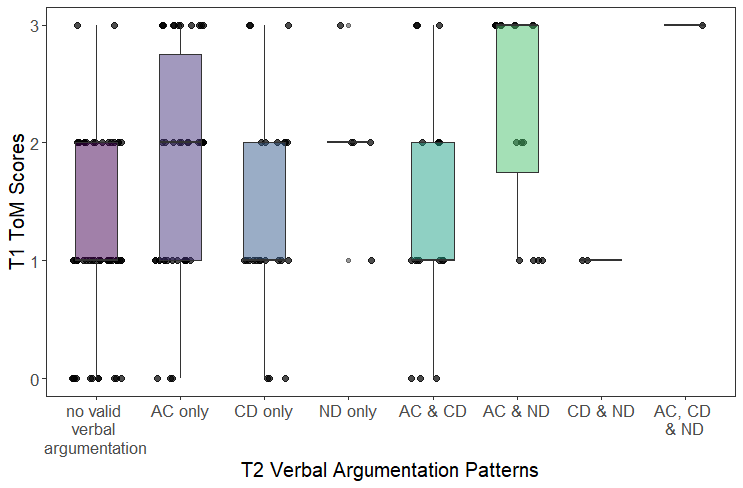 T1 ToM Scores
3
2
1
0
no valid
verbal
argumentation
AC only
CD only
ND only
AC & CD
AC & ND
CD & ND
AC, CD
& ND
T2 Verbal Argumentation Patterns